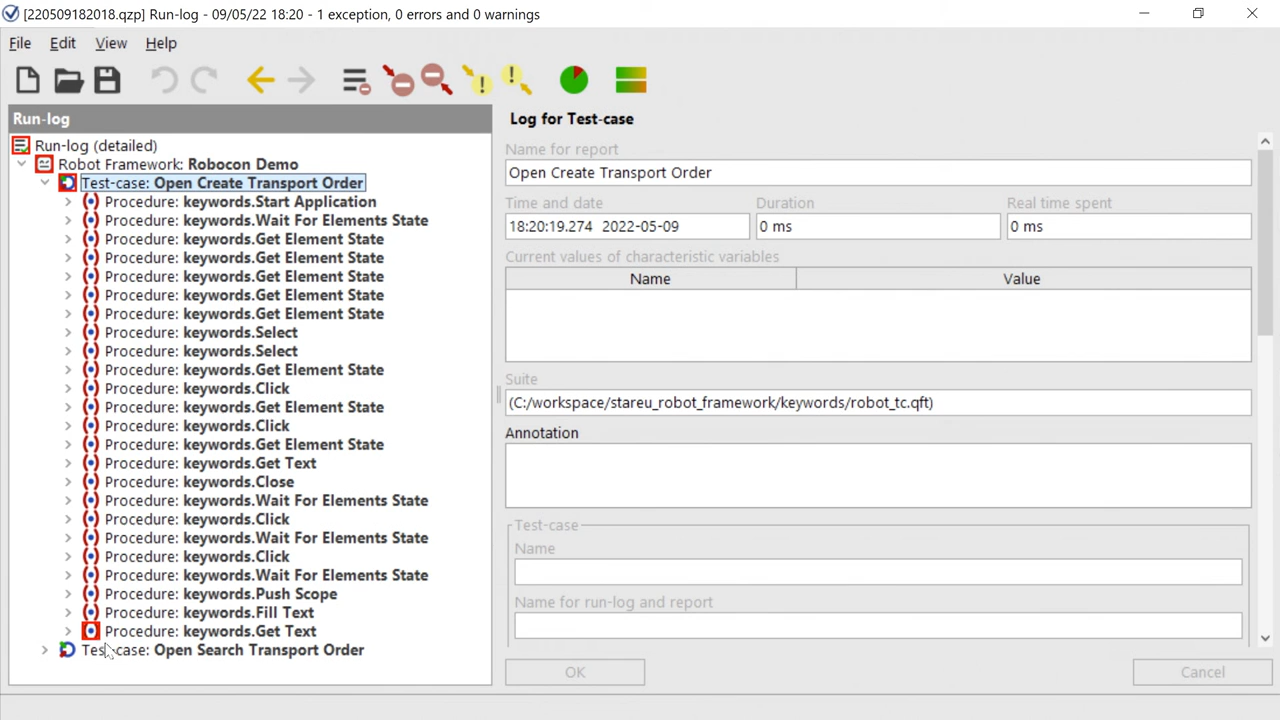 [220509182018.qzp] Run-log - 09/05/22 18:20 - 1 exception, 0 errors and 0 warnings
File Edit View Help
Run-log
Run-log (detailed)
Robot Framework: Robocon Demo
Test-case: Open Create Transport Order
Procedure: keywords.Start Application
Procedure: keywords.Wait For Elements State
Procedure: keywords.Get Element State
Procedure: keywords.Get Element State
Procedure: keywords.Get Element State
Procedure: keywords.Get Element State
Procedure: keywords.Get Element State
Procedure: keywords.Select
Procedure: keywords.Select
Procedure: keywords.Get Element State
Procedure: keywords.Click
Procedure: keywords.Get Element State
Procedure: keywords.Click
Procedure: keywords.Get Element State
Procedure: keywords.Get Text
Procedure: keywords.Close
Procedure: keywords.Wait For Elements State
Procedure: keywords.Click
Procedure: keywords.Wait For Elements State
Procedure: keywords.Click
Procedure: keywords.Wait For Elements State
Procedure: keywords.Push Scope
Procedure: keywords.Fill Text
Procedure: keywords.Get Text
Test-case: Open Search Transport Order
Log for Test-case
Name for report
Open Create Transport Order
Time and date Duration Real time spent
18:20:19.274 2022-05-09 0 ms 0 ms
Current values of characteristic variables
Name Value
Suite
(C:/workspace/stareu_robot_framework/keywords/robot_tc.qft)
Annotation
Test-case
Name
Name for run-log and report
OK Cancel